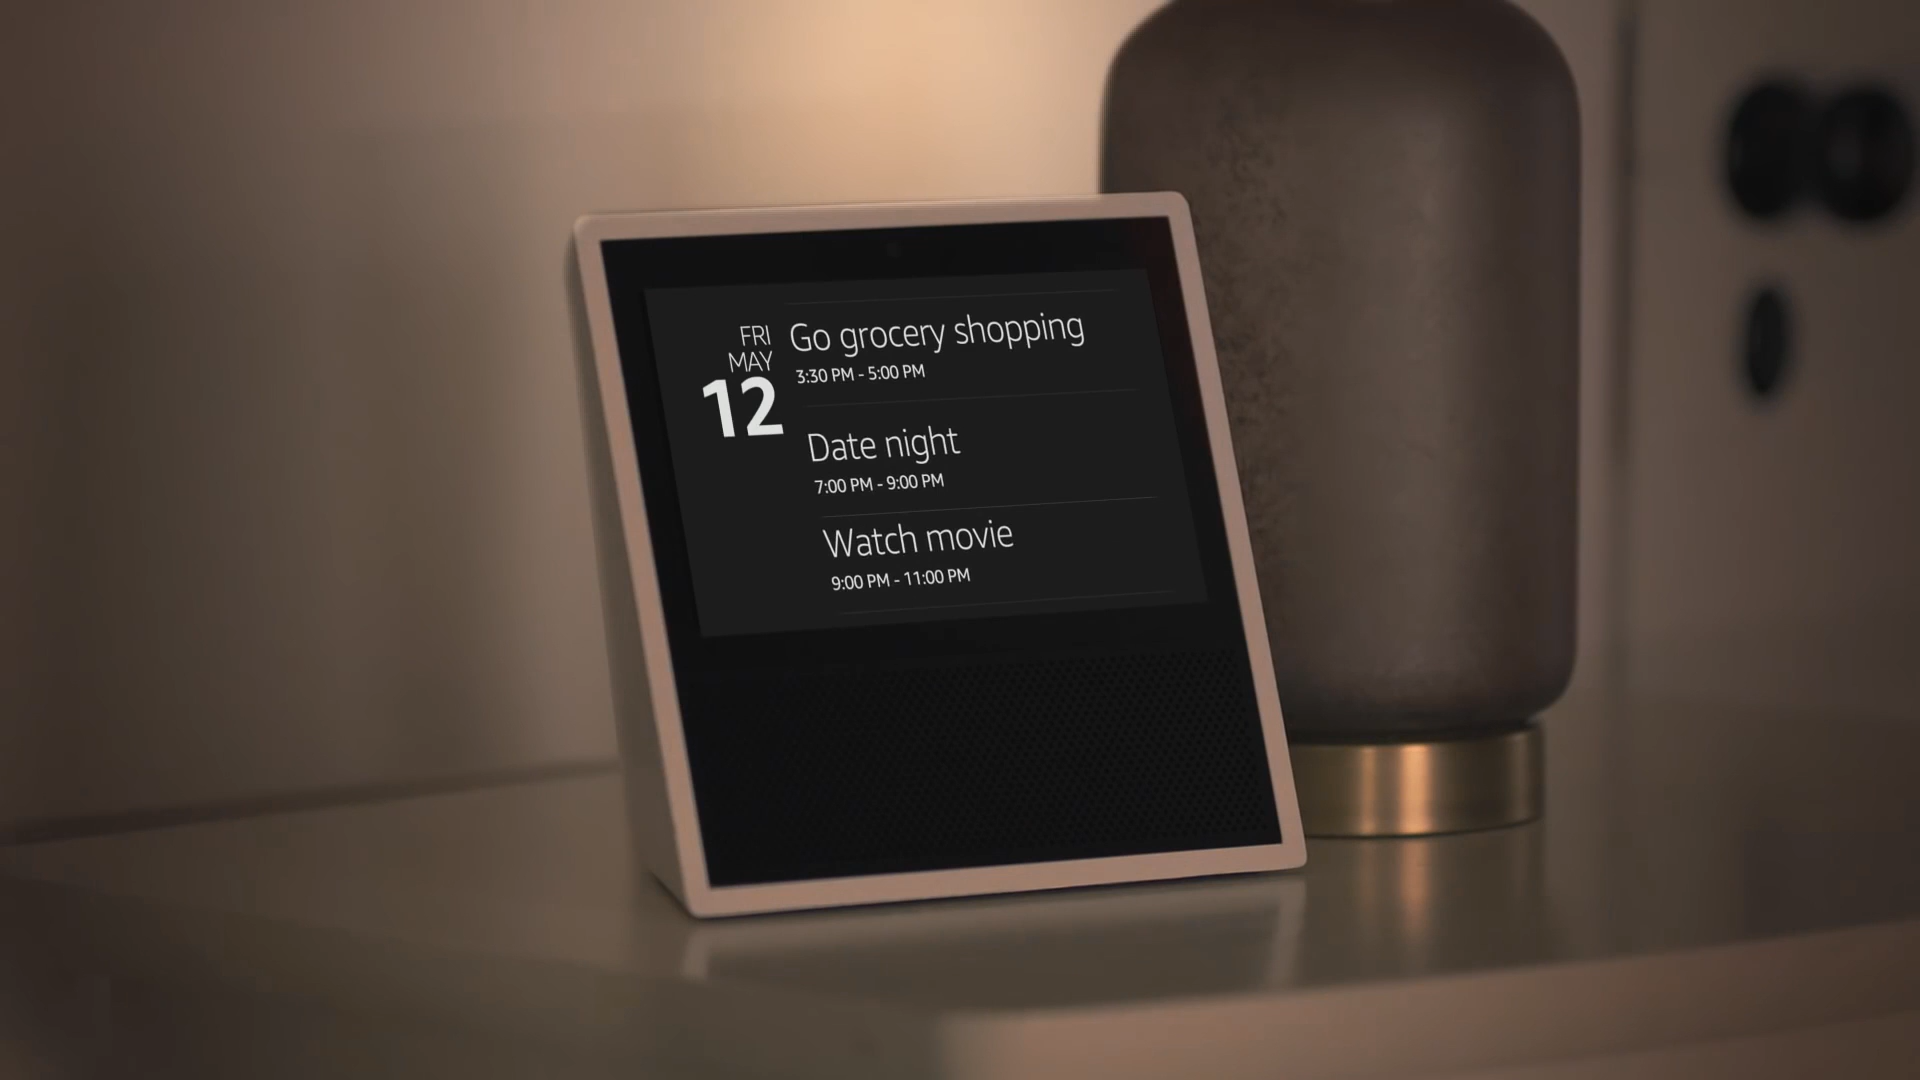 FRI
MAY
12
Go grocery shopping
3:30 PM - 5:00 PM
Date night
7:00 PM - 9:00 PM
Watch movie
9:00 PM - 11:00 PM